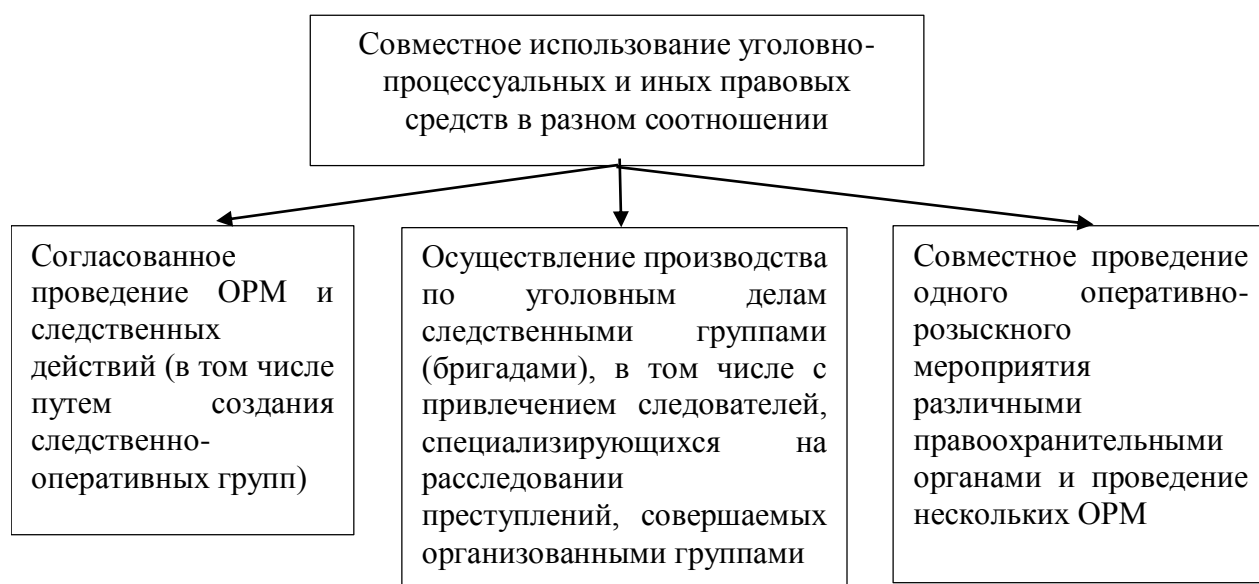 Совместное использование уголовно-
процессуальных и иных правовых
средств в разном соотношении
Согласованное
проведение ОРМ и
следственных
действий (в том числе
путем создания
следственно-
оперативных групп)
Осуществление производства
по уголовным делам
следственными группами
(бригадами), в том числе с
привлечением следователей,
специализирующихся на
расследовании
преступлений, совершаемых
организованными группами
Совместное проведение
одного оперативно-
розыскного
мероприятия
различными
правоохранительными
органами и проведение
нескольких ОРМ